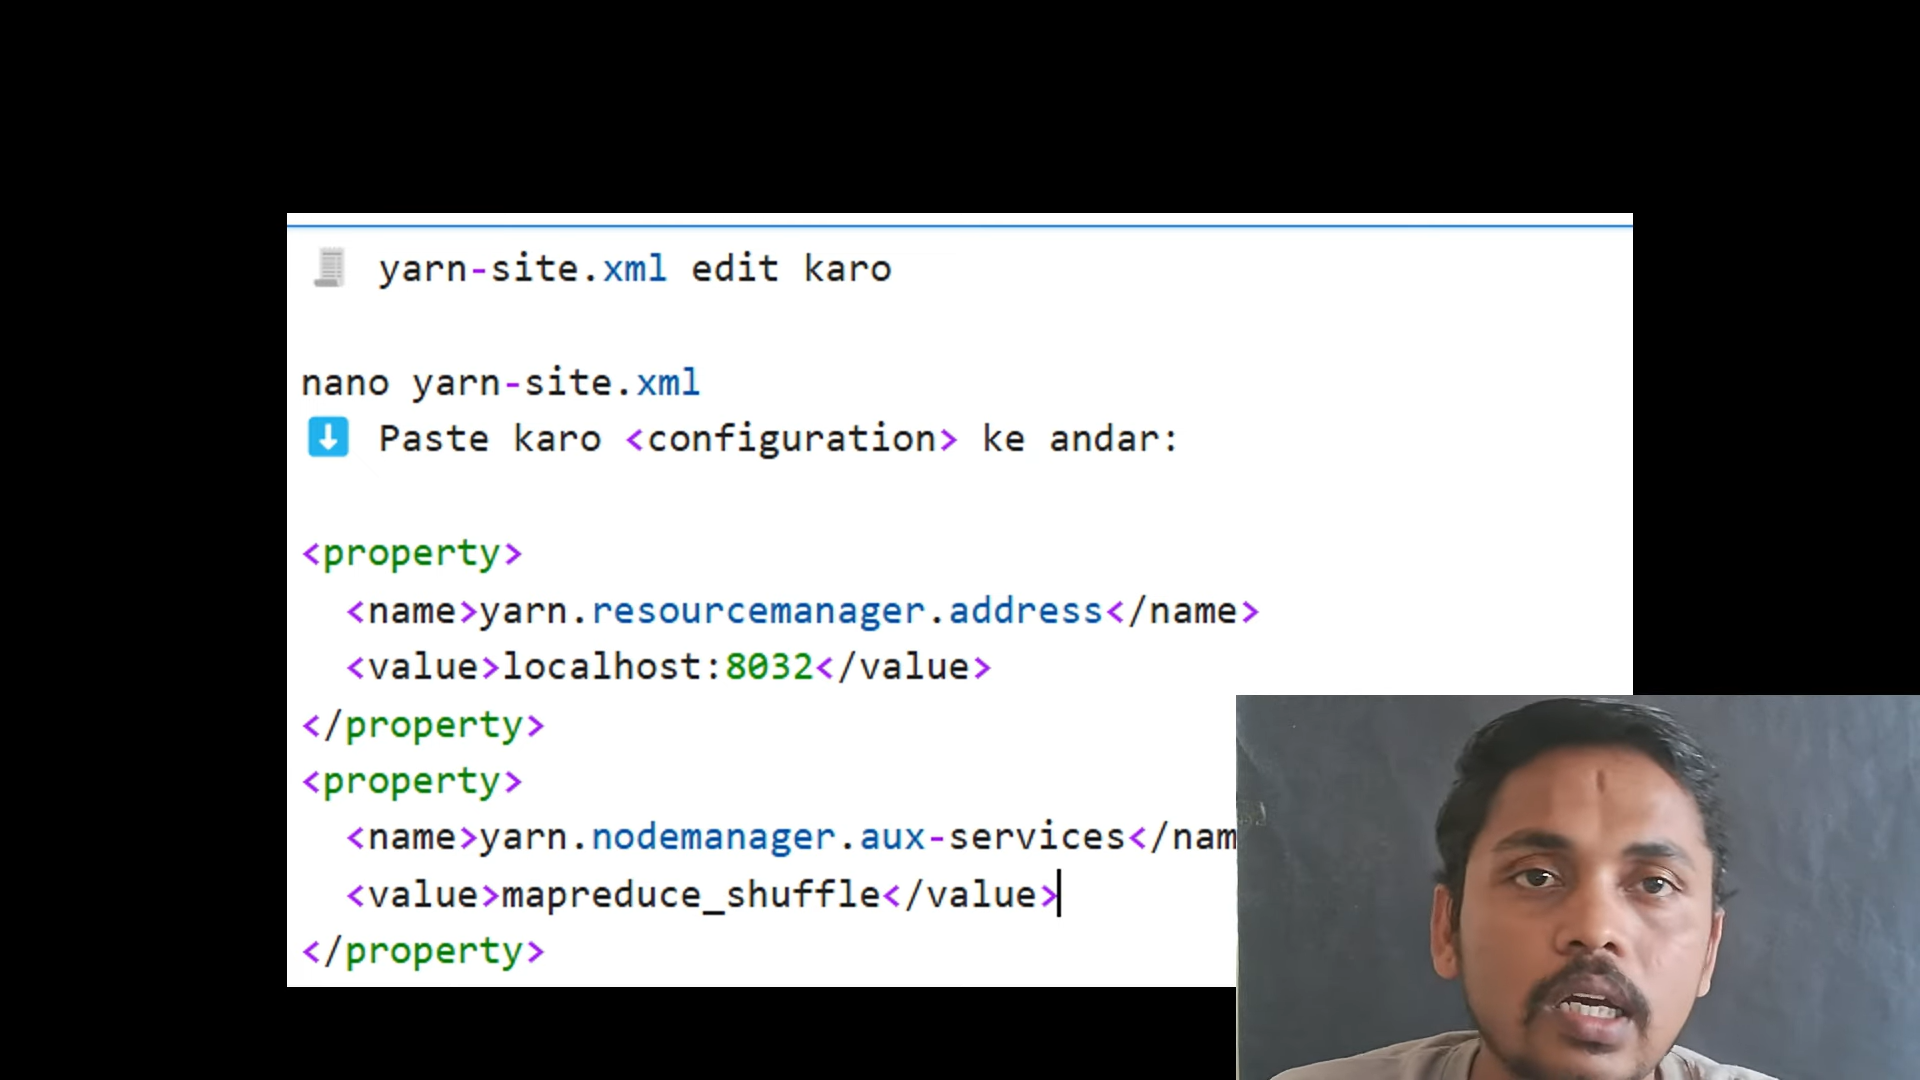 yarn-site.xml edit karo
nano yarn-site.xml
Paste karo <configuration> ke andar:
<property>
<name>yarn.resourcemanager.address</name>
<value>localhost:8032</value>
</property>
<property>
<name>yarn.nodemanager.aux-services</nam
<value>mapreduce_shuffle</value>
</property>